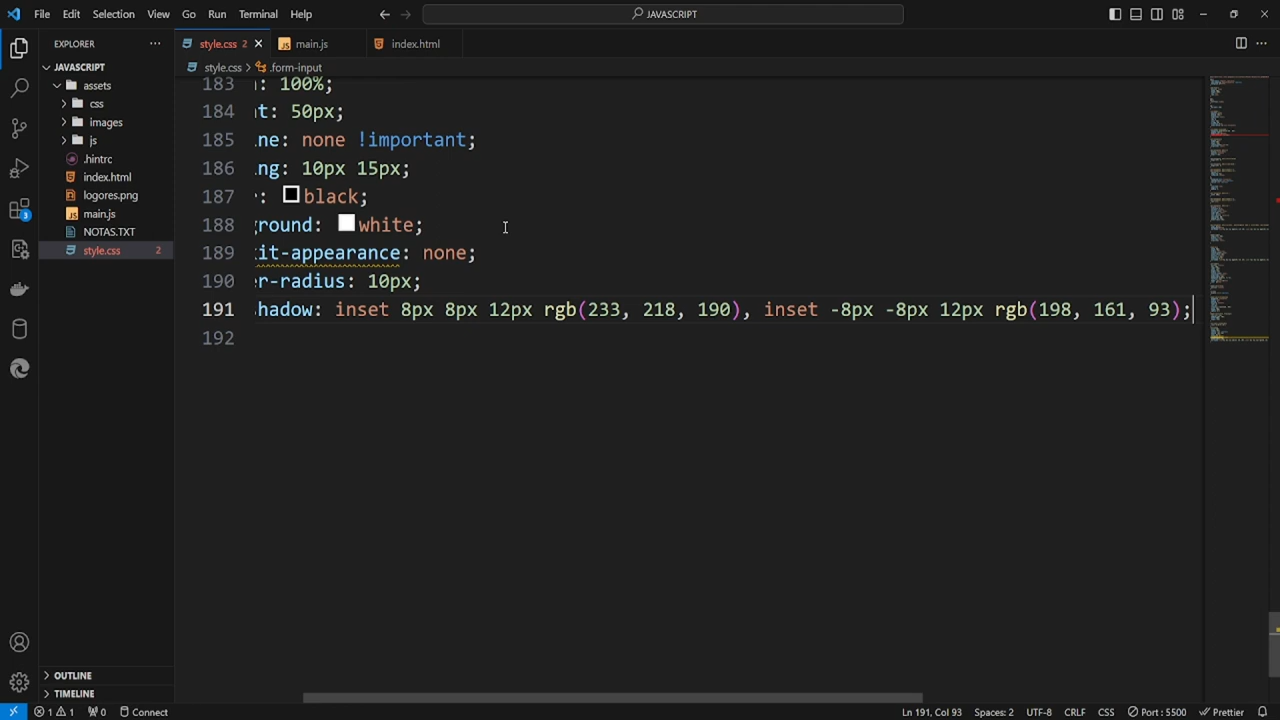 File Edit Selection View Go Run Terminal Help
JAVASCRIPT
EXPLORER
style.css 2
main.js
index.html
JAVASCRIPT
style.css > .form-input
assets
css
images
js
.hintrc
index.html
logores.png
main.js
NOTAS.TXT
style.css 2
3
183 : 100%;
184 t: 50px;
185 ne: none !important;
186 ng: 10px 15px;
187 : black;
188 ground: white;
189 it-appearance: none;
190 er-radius: 10px;
191 hadow: inset 8px 8px 12px rgb(233, 218, 190), inset -8px -8px 12px rgb(198, 161, 93);
192
OUTLINE
TIMELINE
1 1 0 Connect Ln 191, Col 93 Spaces: 2 UTF-8 CRLF CSS Port : 5500 Prettier